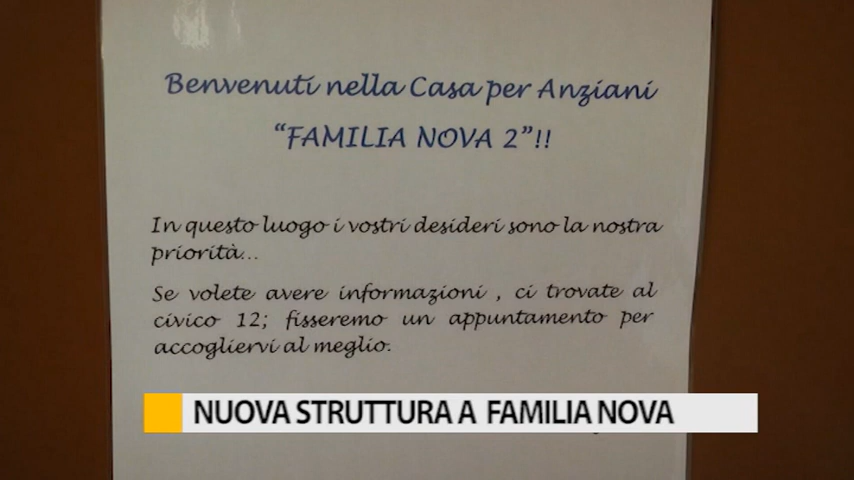 Benvenuti nella Casa per Anziani
“FAMILIA NOVA 2”!!
In questo luogo i vostri desideri sono la nostra
priorità...
Se volete avere informazioni , ci trovate al
civico 12; fisseremo un appuntamento per
accogliervi al meglio.
NUOVA STRUTTURA A FAMILIA NOVA